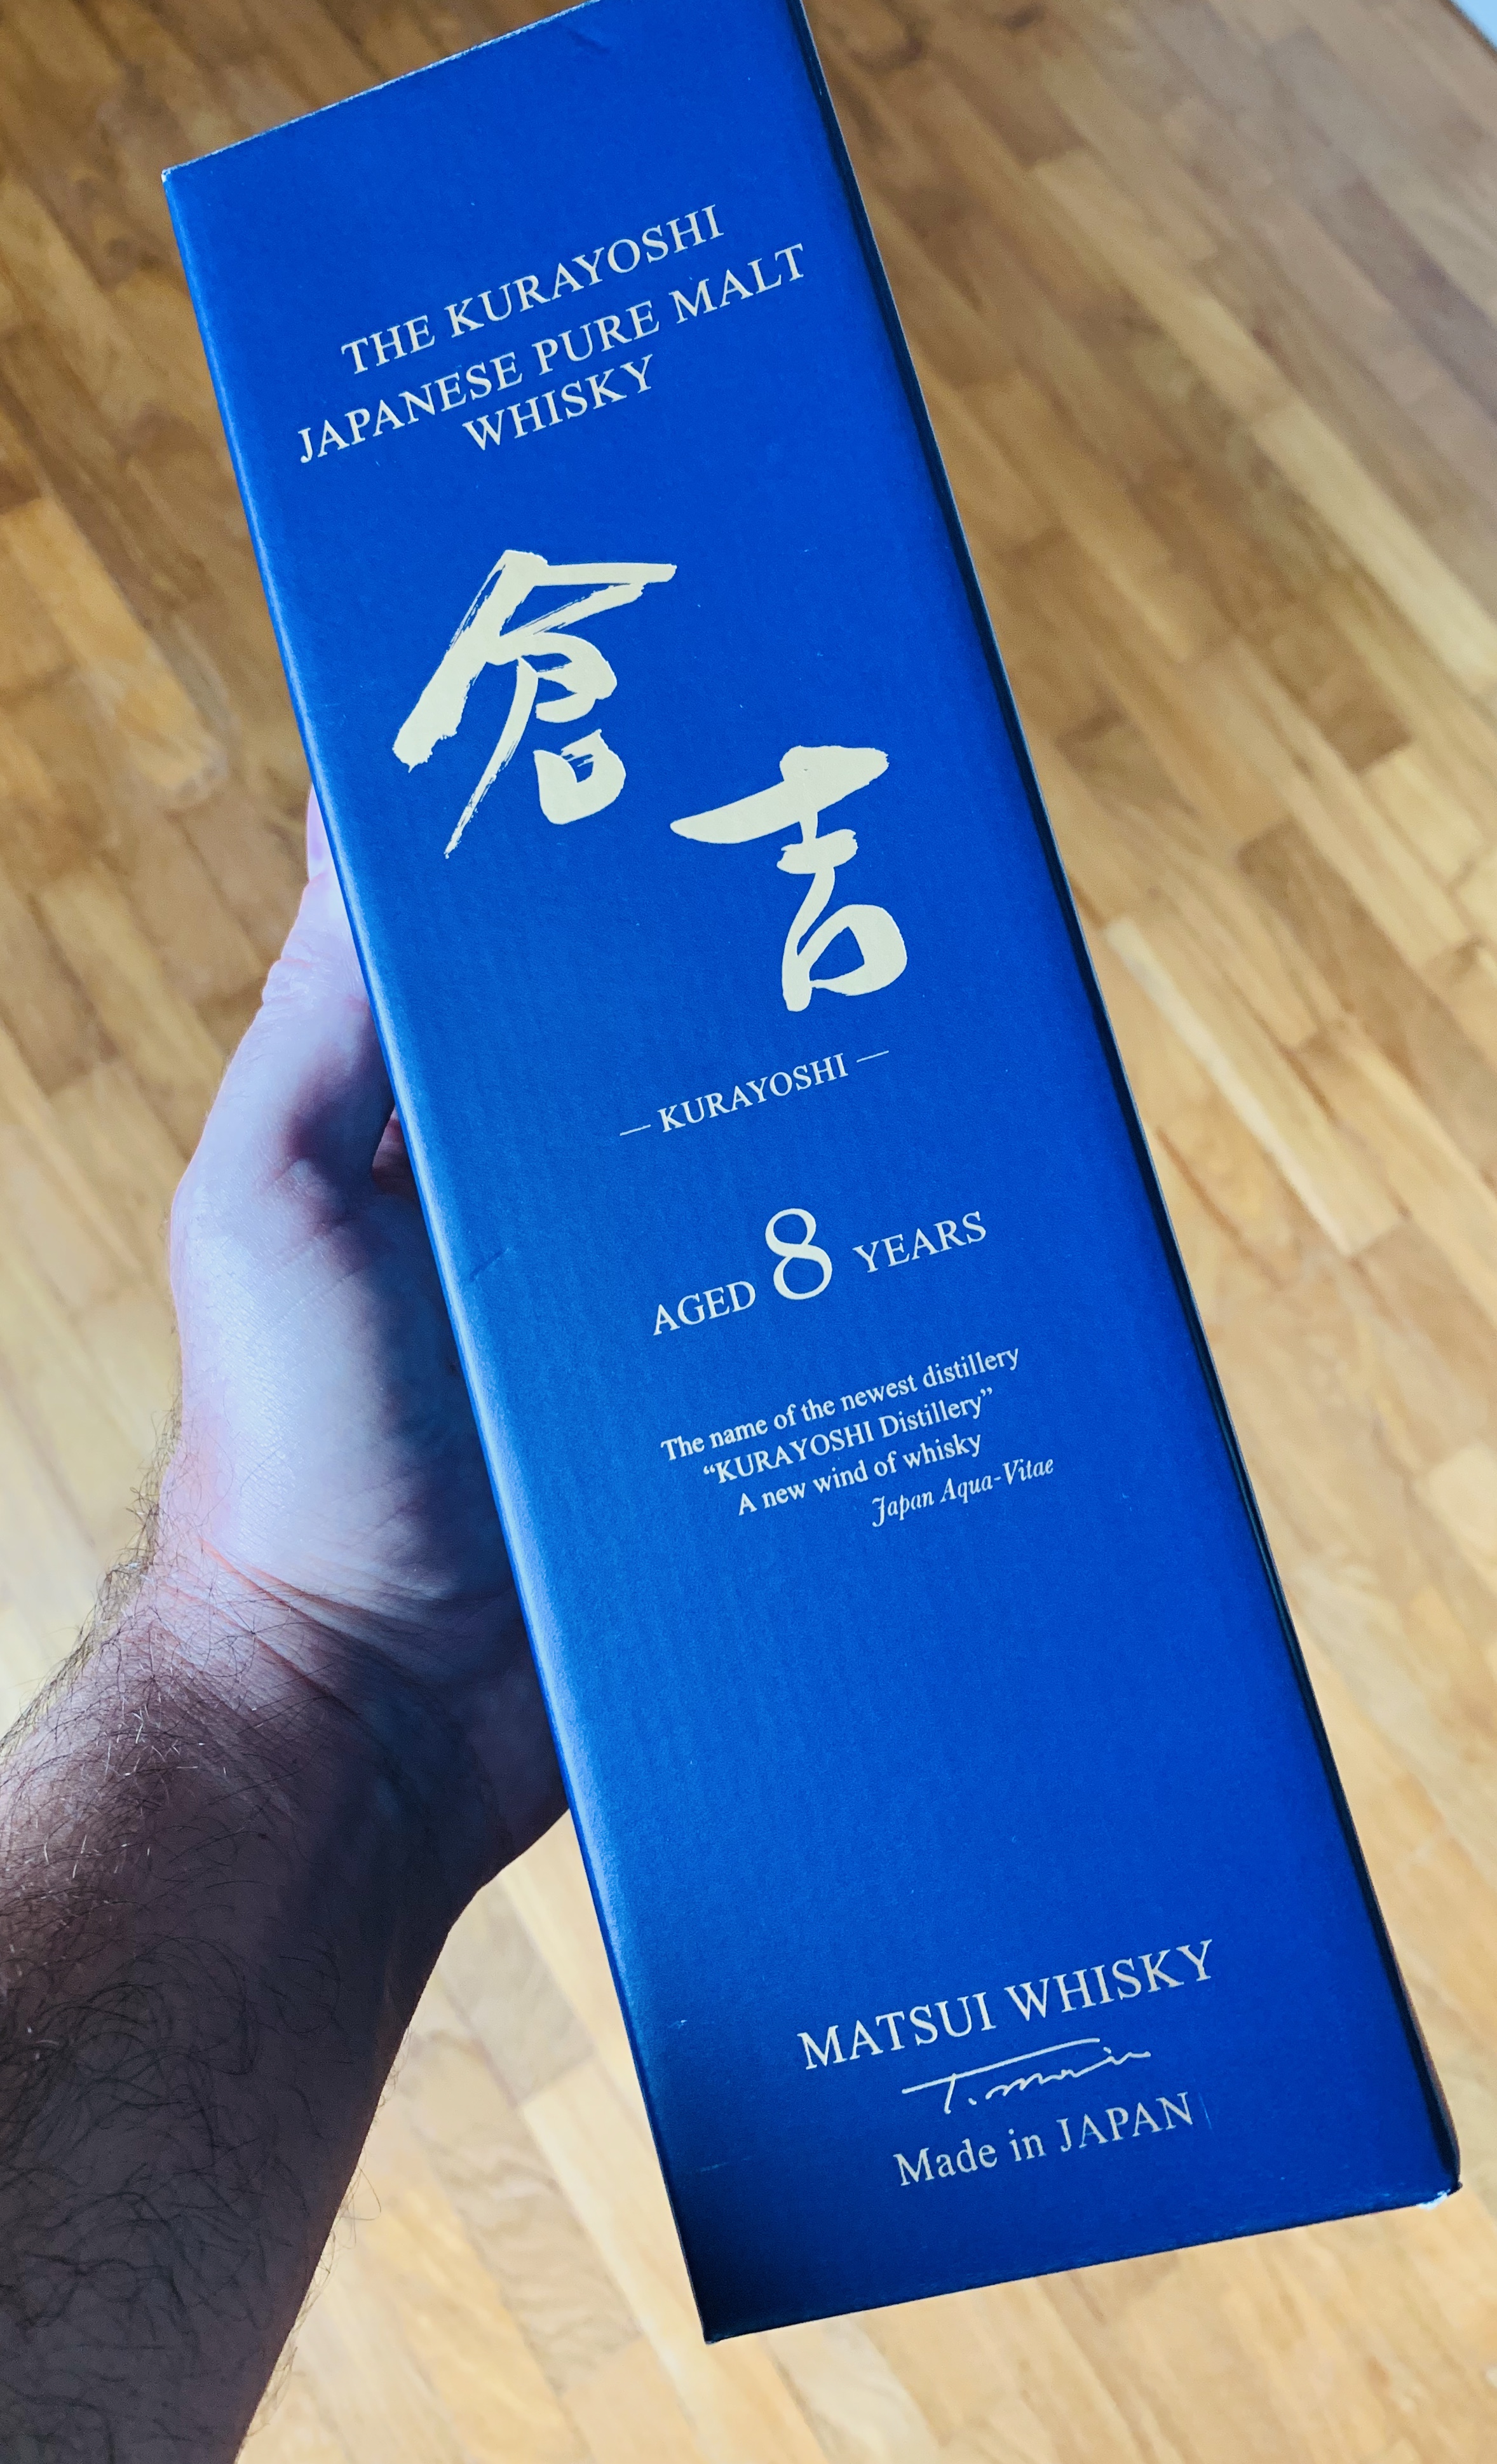 THE KURAYOSHI
JAPANESE PURE MALT
WHISKY
倉吉
— KURAYOSHI —
AGED 8 YEARS
The name of the newest distillery
“KURAYOSHI Distillery”
A new wind of whisky
Japan Aqua-Vitae
MATSUI WHISKY
Made in JAPAN